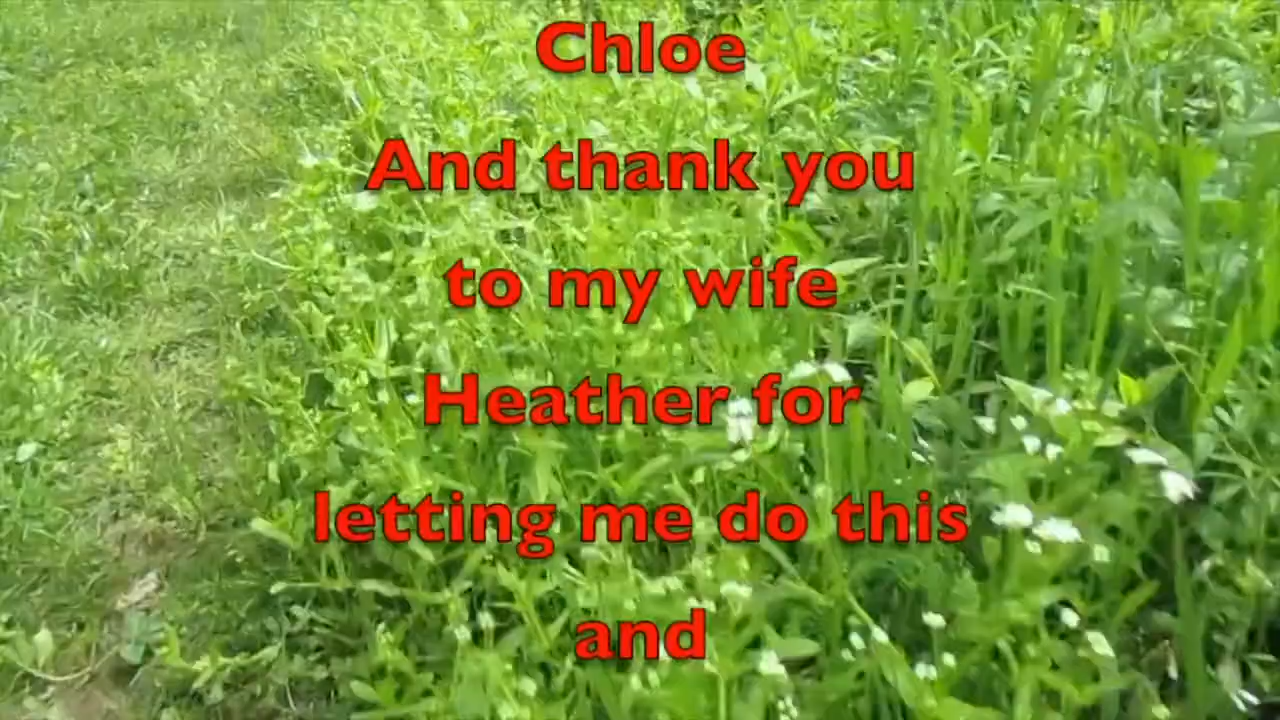 Chloe
And thank you
to my wife
Heather for
letting me do this
and